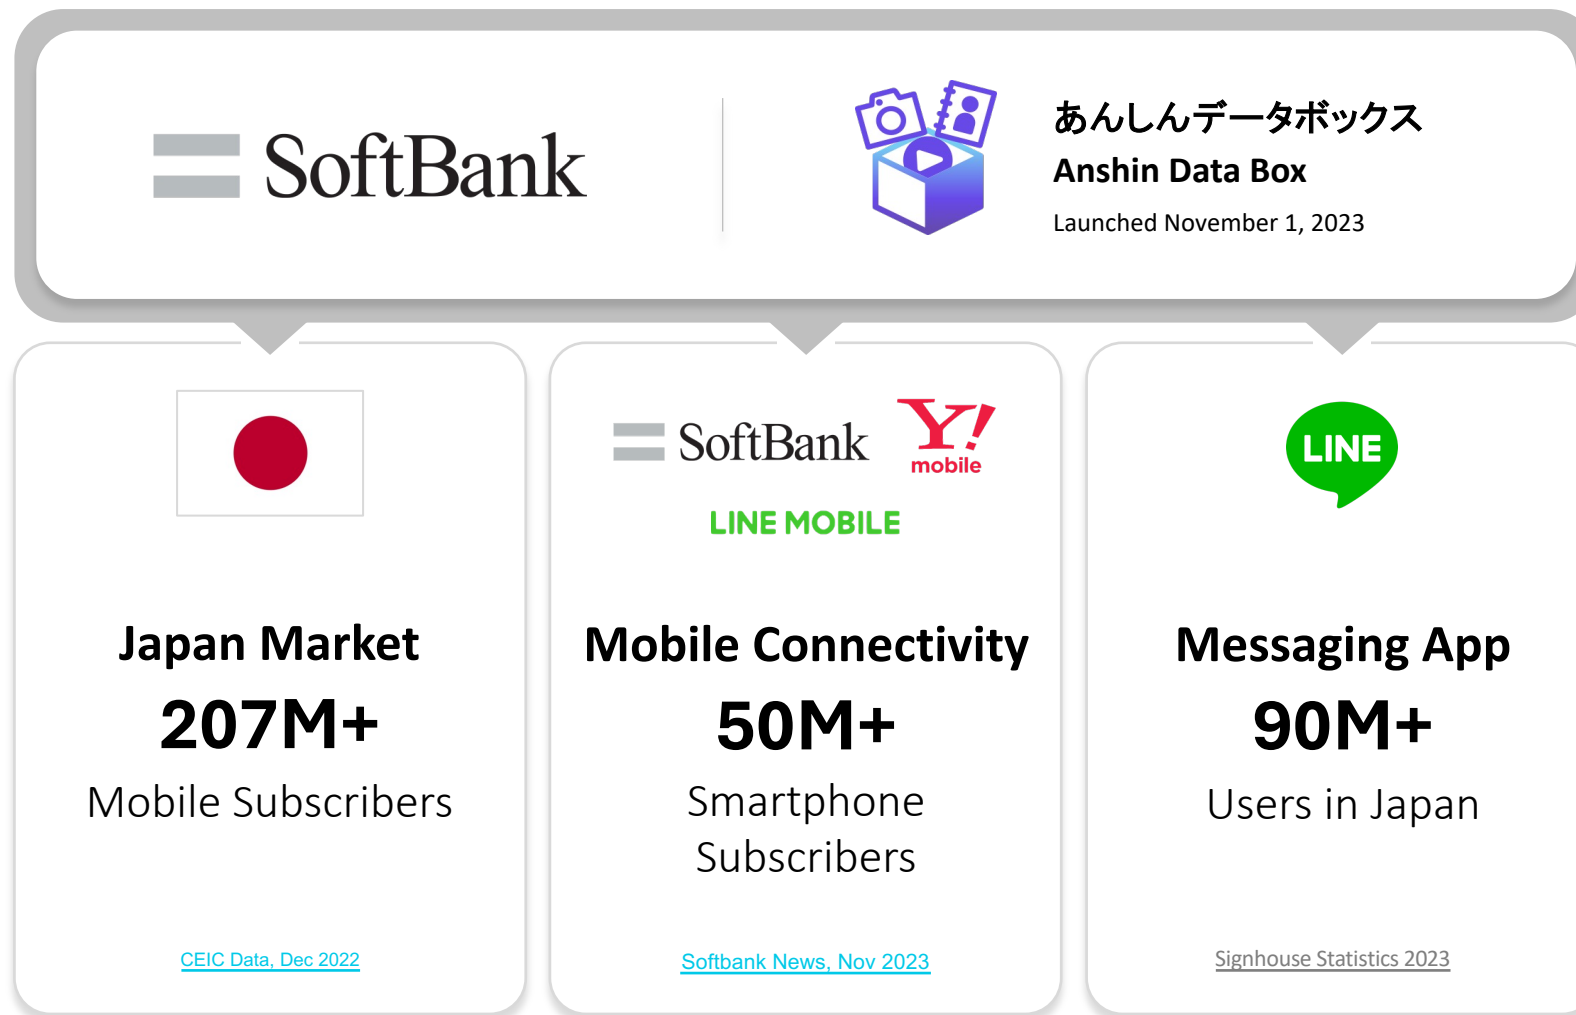 SoftBank
あんしんデータボックス
Anshin Data Box
Launched November 1, 2023
Japan Market
207M+
Mobile Subscribers
CEIC Data, Dec 2022
SoftBank
Y!
mobile
LINE MOBILE
Mobile Connectivity
50M+
Smartphone
Subscribers
Softbank News, Nov 2023
LINE
Messaging App
90M+
Users in Japan
Signhouse Statistics 2023